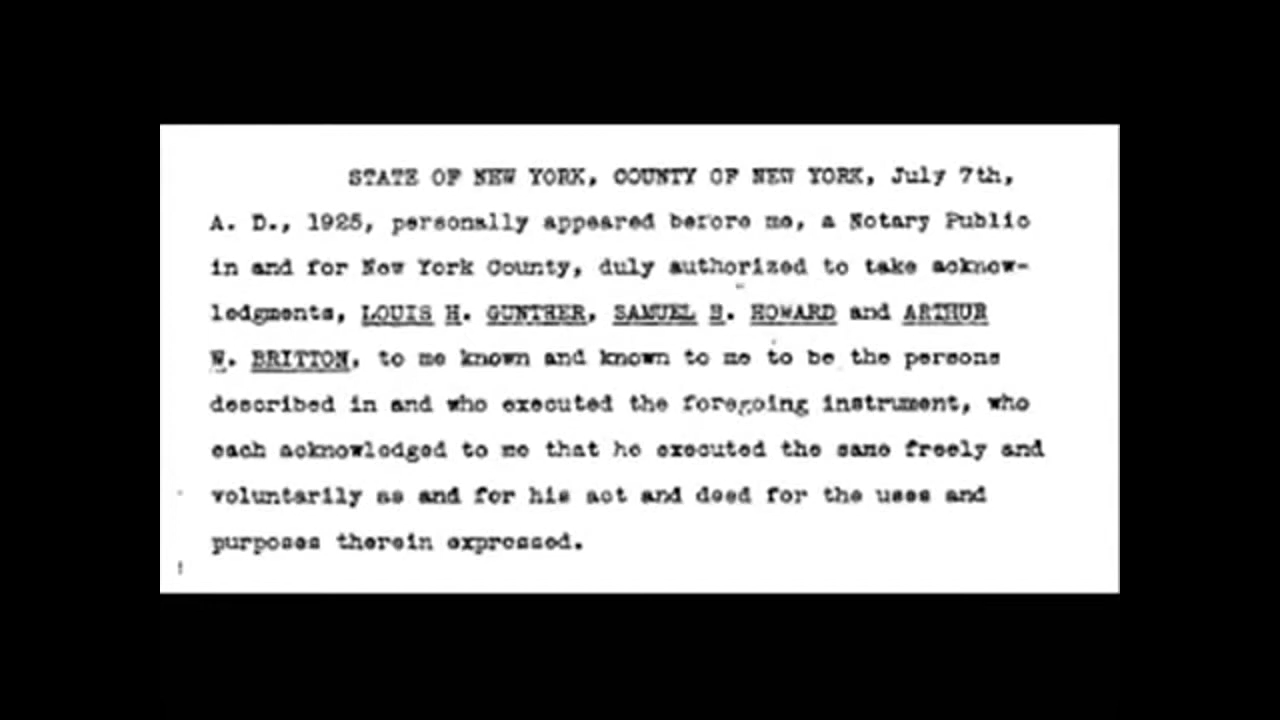 STATE OF NEW YORK, COUNTY OF NEW YORK, July 7th,
A. D., 1925, personally appeared before me, a Notary Public
in and for New York County, duly authorized to take acknow-
ledgments, LOUIS H. GUNTHER, SAMUEL B. HOWARD and ARTHUR
W. BRITTON, to me known and known to me to be the persons
described in and who executed the foregoing instrument, who
each acknowledged to me that he executed the same freely and
voluntarily as and for his act and deed for the uses and
purposes therein expressed.